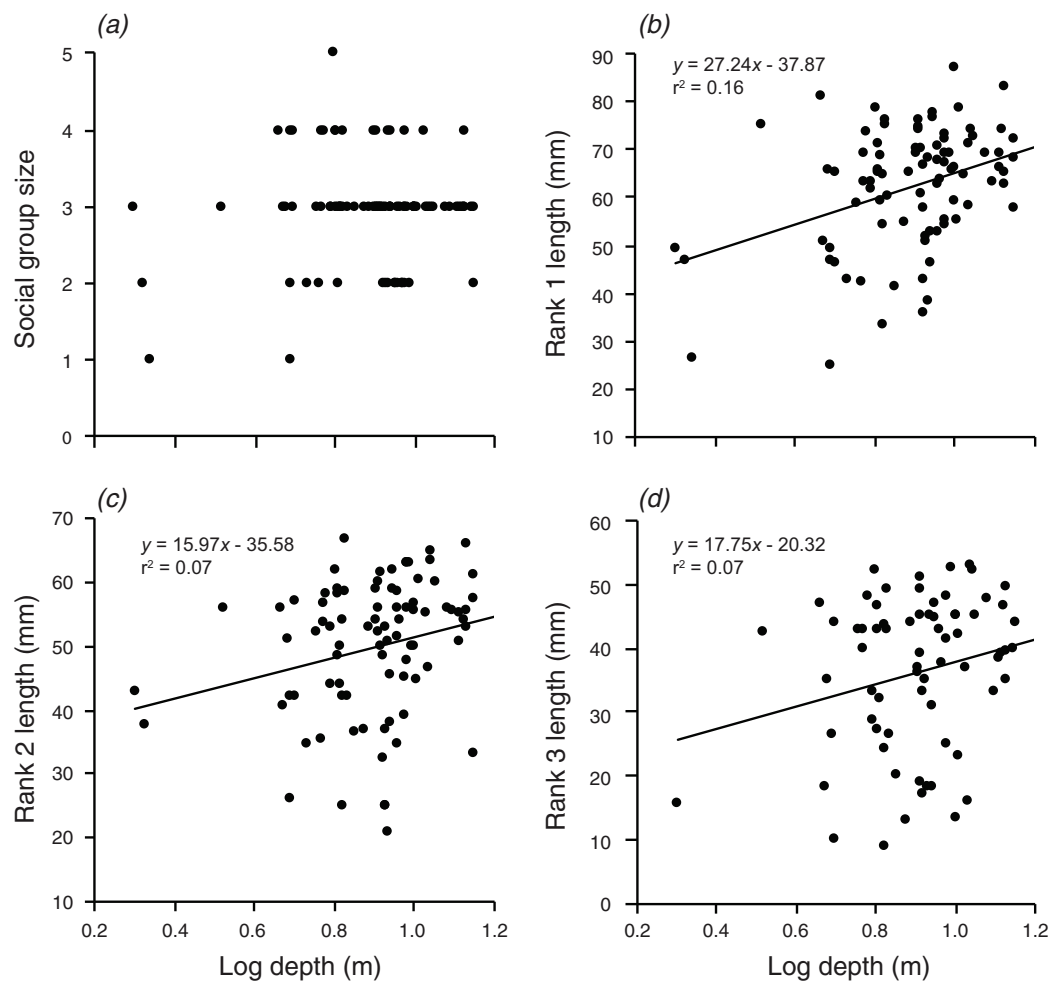 (a)
5
4
3
2
1
0
Social group size
(b)
y = 27.24x - 37.87
r² = 0.16
90
80
70
60
50
40
30
20
10
Rank 1 length (mm)
(c)
y = 15.97x - 35.58
r² = 0.07
70
60
50
40
30
20
10
Rank 2 length (mm)
0.2 0.4 0.6 0.8 1.0 1.2
Log depth (m)
(d)
y = 17.75x - 20.32
r² = 0.07
60
50
40
30
20
10
0
Rank 3 length (mm)
0.2 0.4 0.6 0.8 1.0 1.2
Log depth (m)